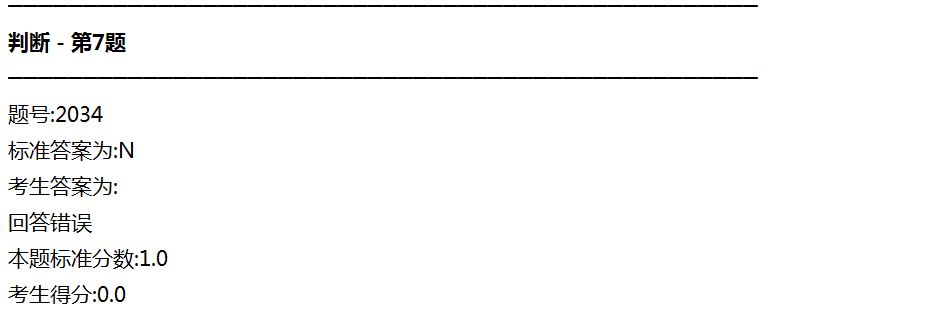 判断 - 第7题
题号:2034
标准答案为:N
考生答案为:
回答错误
本题标准分数:1.0
考生得分:0.0